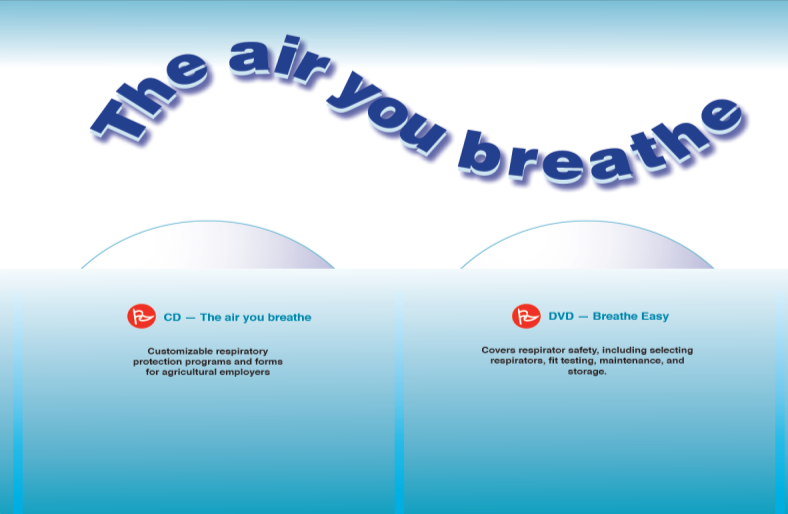 The air you breathe
CD — The air you breathe
Customizable respiratory
protection programs and forms
for agricultural employers
DVD — Breathe Easy
Covers respirator safety, including selecting
respirators, fit testing, maintenance, and
storage.